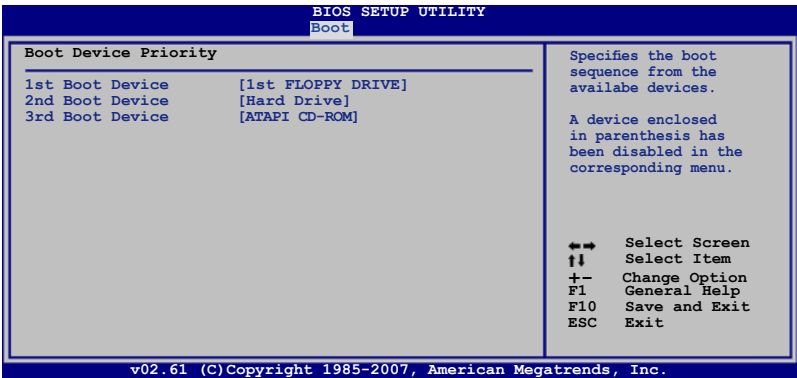 BIOS SETUP UTILITY
Boot
Boot Device Priority
1st Boot Device [1st FLOPPY DRIVE]
2nd Boot Device [Hard Drive]
3rd Boot Device [ATAPI CD-ROM]
Specifies the boot
sequence from the
availabe devices.
A device enclosed
in parenthesis has
been disabled in the
corresponding menu.
←→ Select Screen
↑↓ Select Item
+- Change Option
F1 General Help
F10 Save and Exit
ESC Exit
v02.61 (C)Copyright 1985-2007, American Megatrends, Inc.